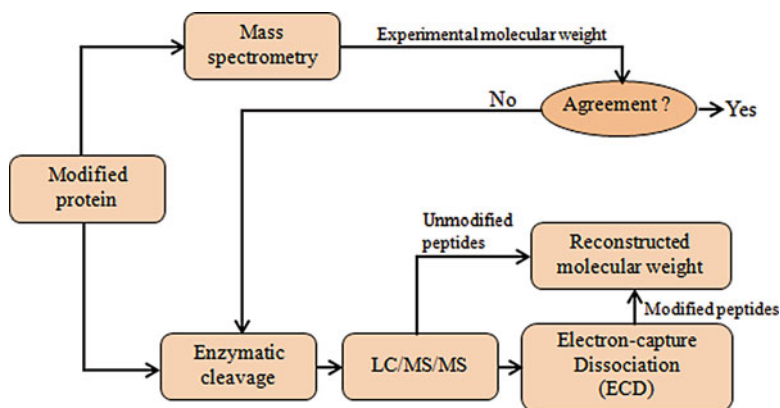 Mass
spectrometry
Experimental molecular weight
Agreement ?
Yes
No
Modified
protein
Unmodified
peptides
Reconstructed
molecular weight
Modified peptides
Enzymatic
cleavage
LC/MS/MS
Electron-capture
Dissociation
(ECD)